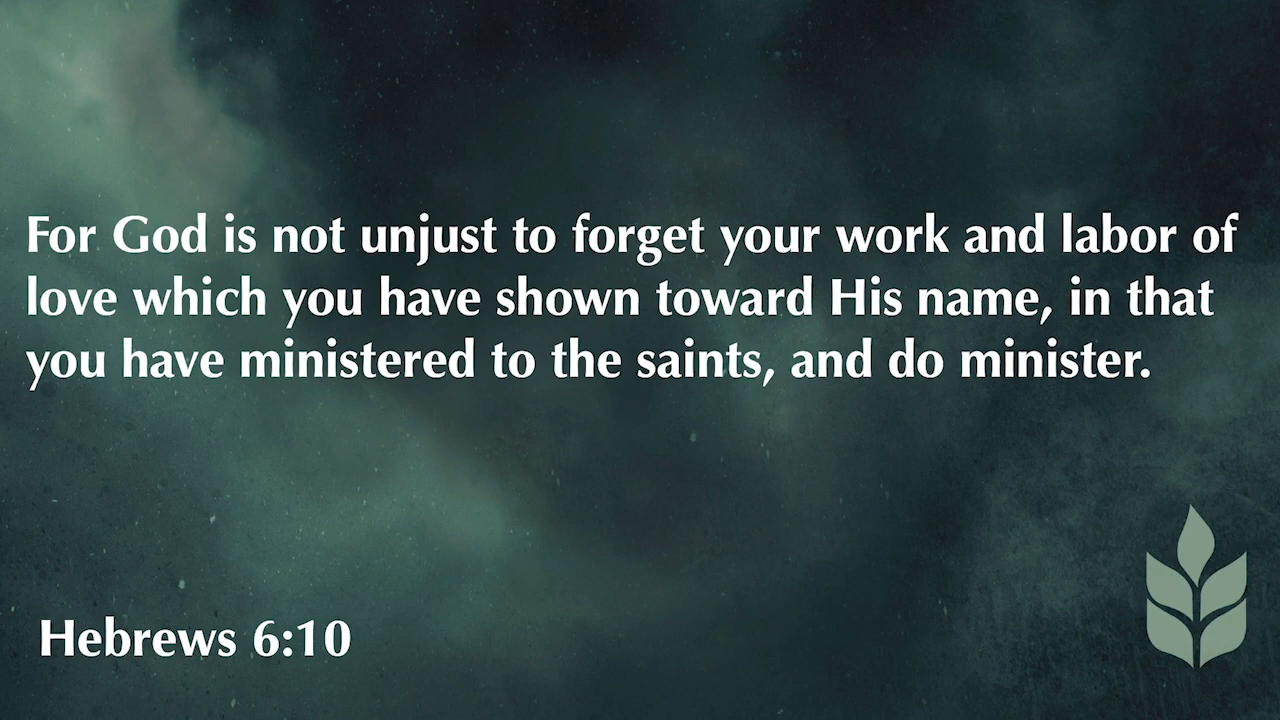 For God is not unjust to forget your work and labor of
love which you have shown toward His name, in that
you have ministered to the saints, and do minister.
Hebrews 6:10